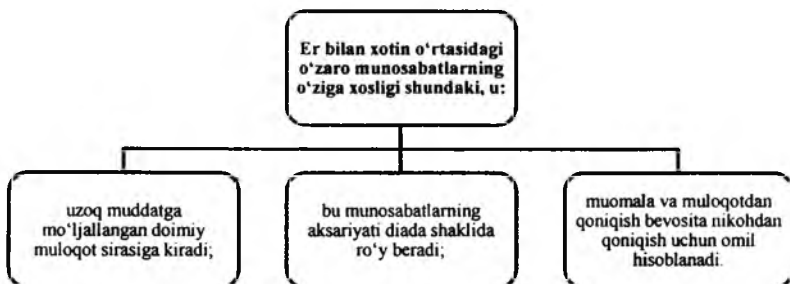 Er bilan xotin o‘rtasidagi
o‘zaro munosabatlarning
o‘ziga xosligi shundaki, u:
uzoq muddatga
mo‘ljallangan doimiy
muloqot sirasiga kiradi;
bu munosabatlarning
aksariyati diada shaklida
ro‘y beradi;
muomala va muloqotdan
qoniqish bevosita nikohdan
qoniqish uchun omil
hisoblanadi.